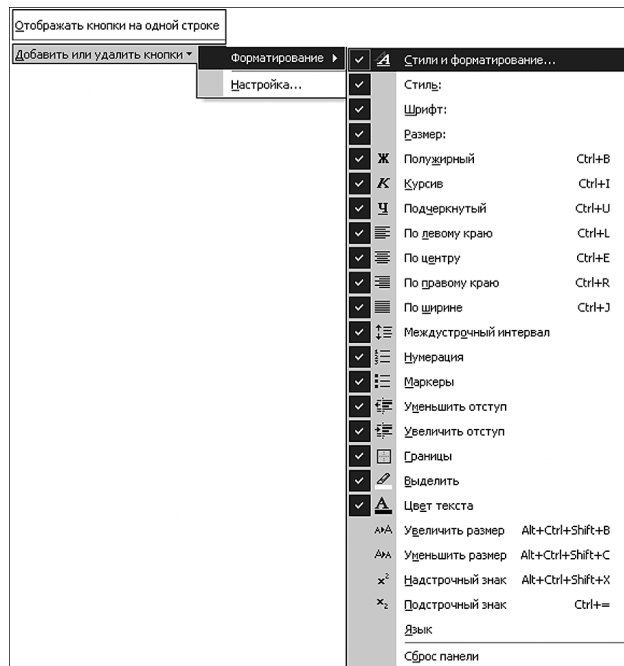 Отображать кнопки на одной строке
Добавить или удалить кнопки
Форматирование
Настройка...
Стили и форматирование...
Стиль:
Шрифт:
Размер:
Ж Полужирный Ctrl+B
К Курсив Ctrl+I
Ч Подчеркнутый Ctrl+U
По левому краю Ctrl+L
По центру Ctrl+E
По правому краю Ctrl+R
По ширине Ctrl+J
Междустрочный интервал
Нумерация
Маркеры
Уменьшить отступ
Увеличить отступ
Границы
Выделить
Цвет текста
Увеличить размер Alt+Ctrl+Shift+B
Уменьшить размер Alt+Ctrl+Shift+C
x² Надстрочный знак Alt+Ctrl+Shift+X
x₂ Подстрочный знак Ctrl+=
Язык
Сброс панели